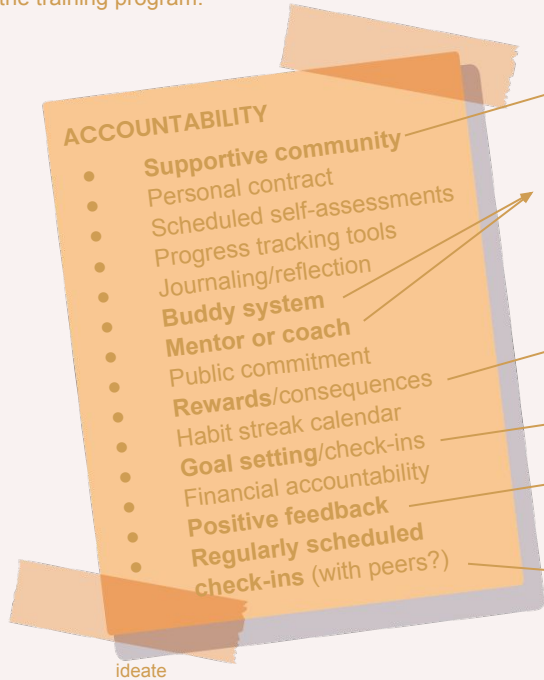 the training program.
ACCOUNTABILITY
• Supportive community
• Personal contract
• Scheduled self-assessments
• Progress tracking tools
• Journaling/reflection
• Buddy system
• Mentor or coach
• Public commitment
• Rewards/consequences
• Habit streak calendar
• Goal setting/check-ins
• Financial accountability
• Positive feedback
• Regularly scheduled
check-ins (with peers?)
ideate